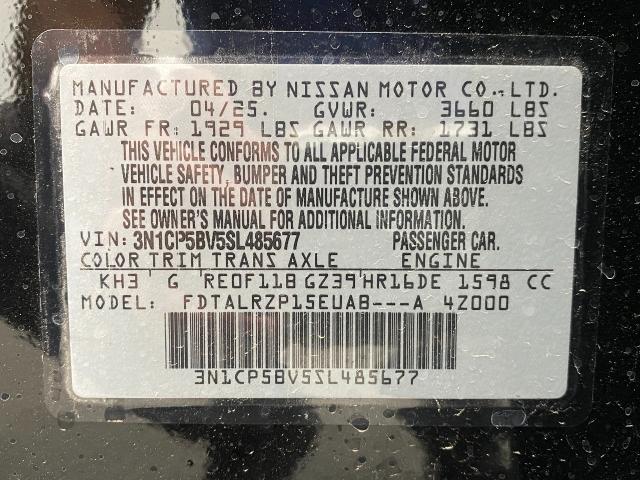 MANUFACTURED BY NISSAN MOTOR CO., LTD.
DATE: 04/25. GVWR: 3660 LBS
GAWR FR: 1929 LBS GAWR RR: 1731 LBS
THIS VEHICLE CONFORMS TO ALL APPLICABLE FEDERAL MOTOR
VEHICLE SAFETY, BUMPER AND THEFT PREVENTION STANDARDS
IN EFFECT ON THE DATE OF MANUFACTURE SHOWN ABOVE.
SEE OWNER'S MANUAL FOR ADDITIONAL INFORMATION.
VIN: 3N1CP5BV5SL485677 PASSENGER CAR.
COLOR TRIM TRANS AXLE ENGINE
KH3 G RE0F11B GZ39 HR16DE 1598 CC
MODEL: FDTALRZP15EUAB---A 4Z000
3N1CP5BV5SL485677